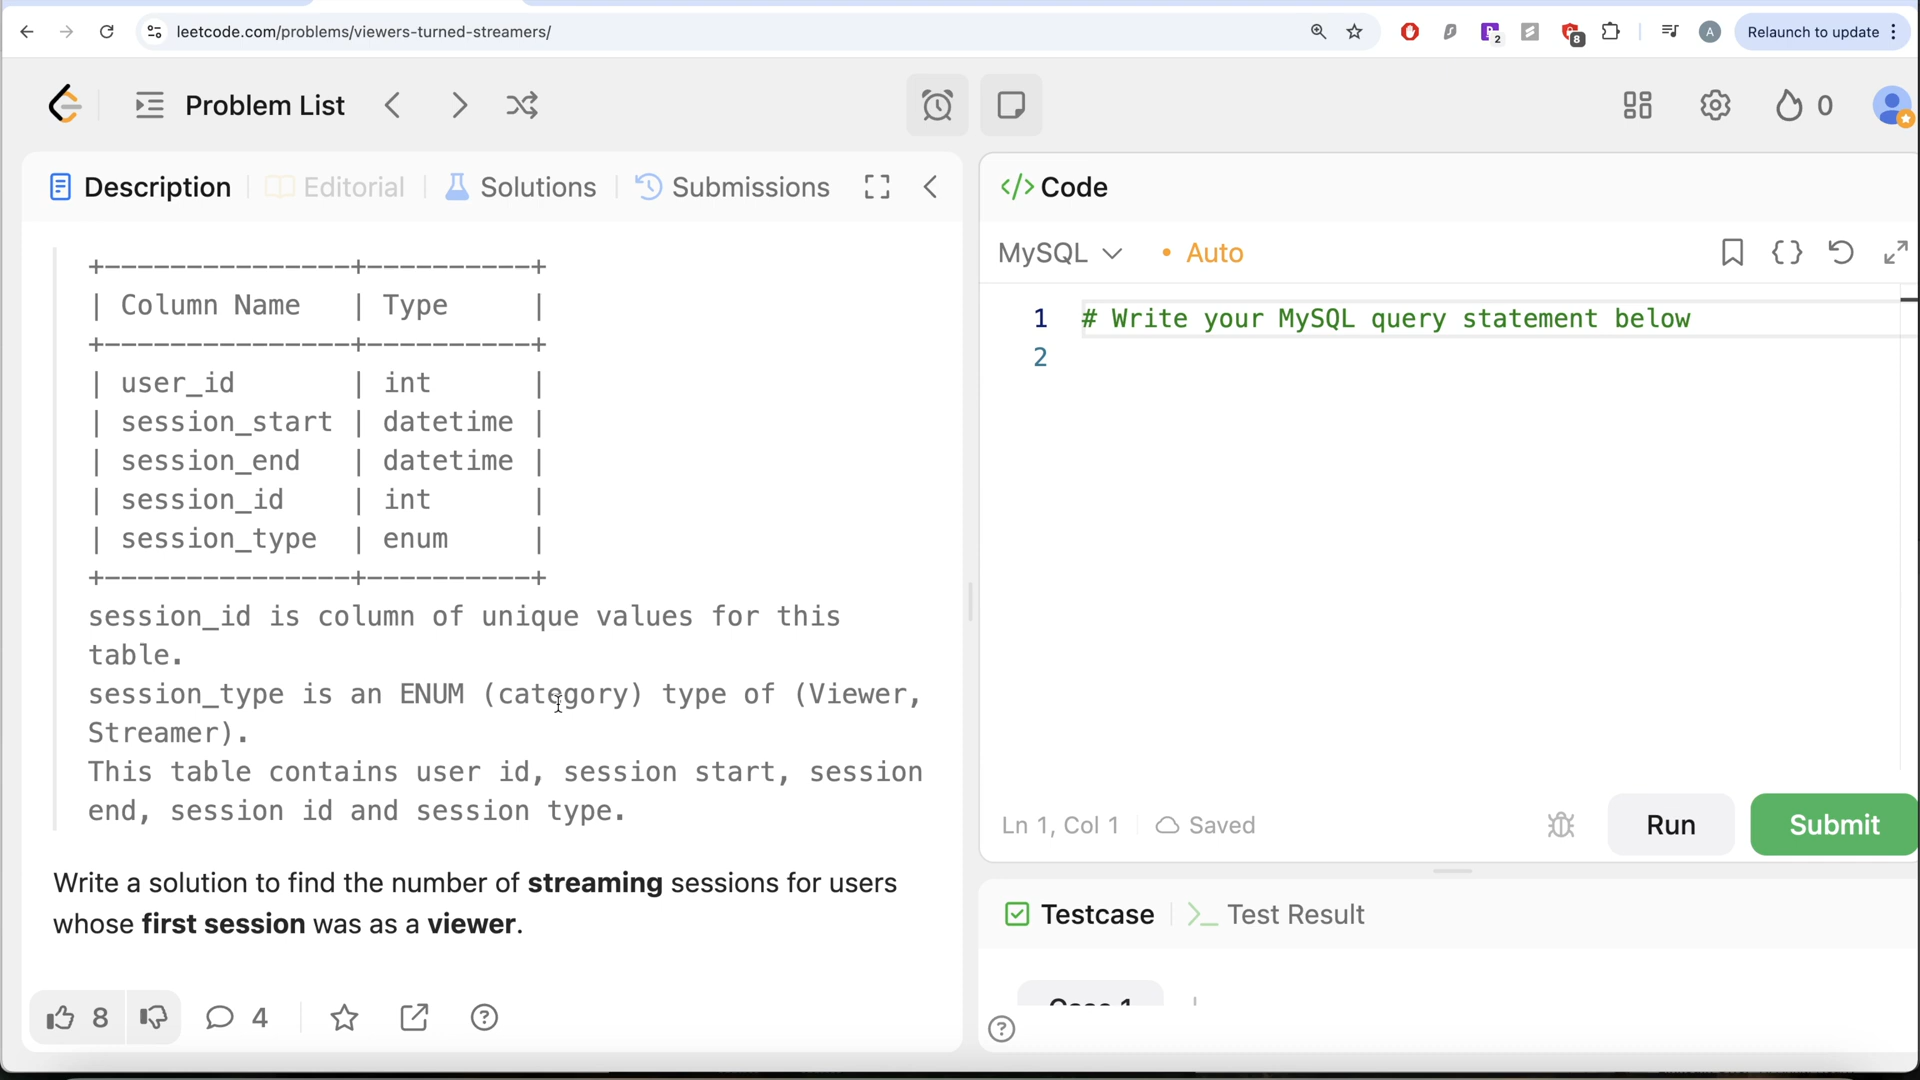 leetcode.com/problems/viewers-turned-streamers/
2
8
A
Relaunch to update
Problem List
0
Description
Editorial
Solutions
Submissions
</> Code
MySQL
• Auto
+---------------+----------+
| Column Name   | Type     |
+---------------+----------+
| user_id       | int      |
| session_start | datetime |
| session_end   | datetime |
| session_id    | int      |
| session_type  | enum     |
+---------------+----------+
session_id is column of unique values for this
table.
session_type is an ENUM (category) type of (Viewer,
Streamer).
This table contains user id, session start, session
end, session id and session type.
Write a solution to find the number of streaming sessions for users
whose first session was as a viewer.
8
4
1 # Write your MySQL query statement below
2
Ln 1, Col 1
Saved
Run
Submit
Testcase
>_ Test Result
Case 1